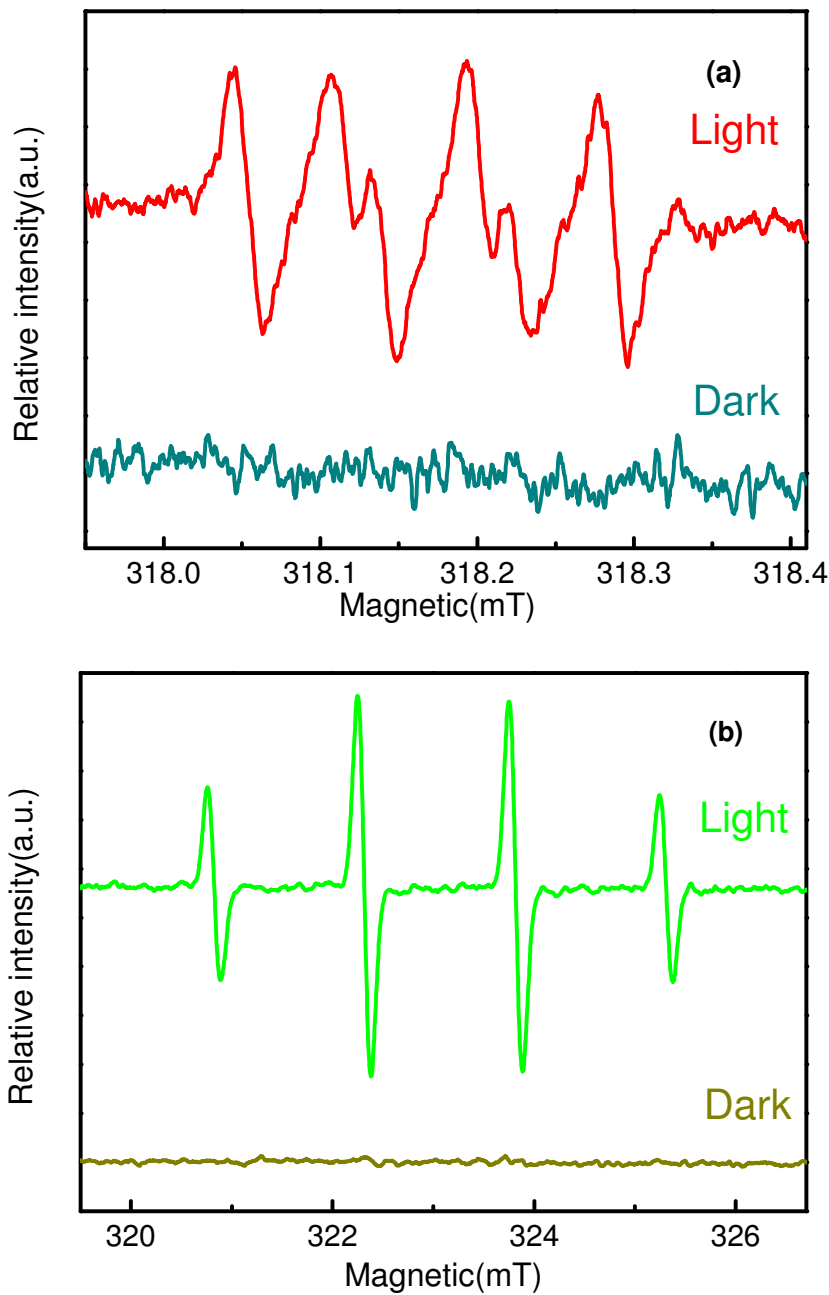 (a)
Light
Dark
Relative intensity(a.u.)
318.0 318.1 318.2 318.3 318.4
Magnetic(mT)
(b)
Light
Dark
Relative intensity(a.u.)
320 322 324 326
Magnetic(mT)